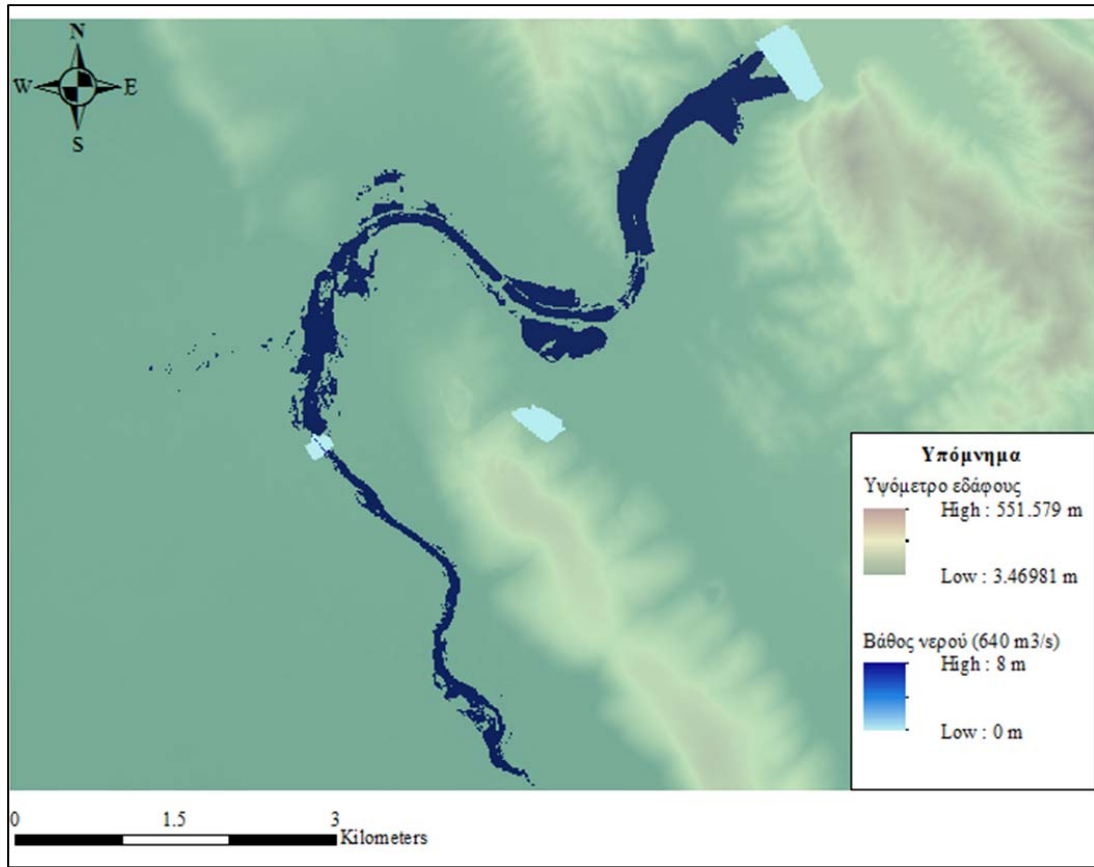 N
W E
S
Υπόμνημα
Υψόμετρο εδάφους
High : 551.579 m
Low : 3.46981 m
Βάθος νερού (640 m3/s)
High : 8 m
Low : 0 m
0 1.5 3
Kilometers